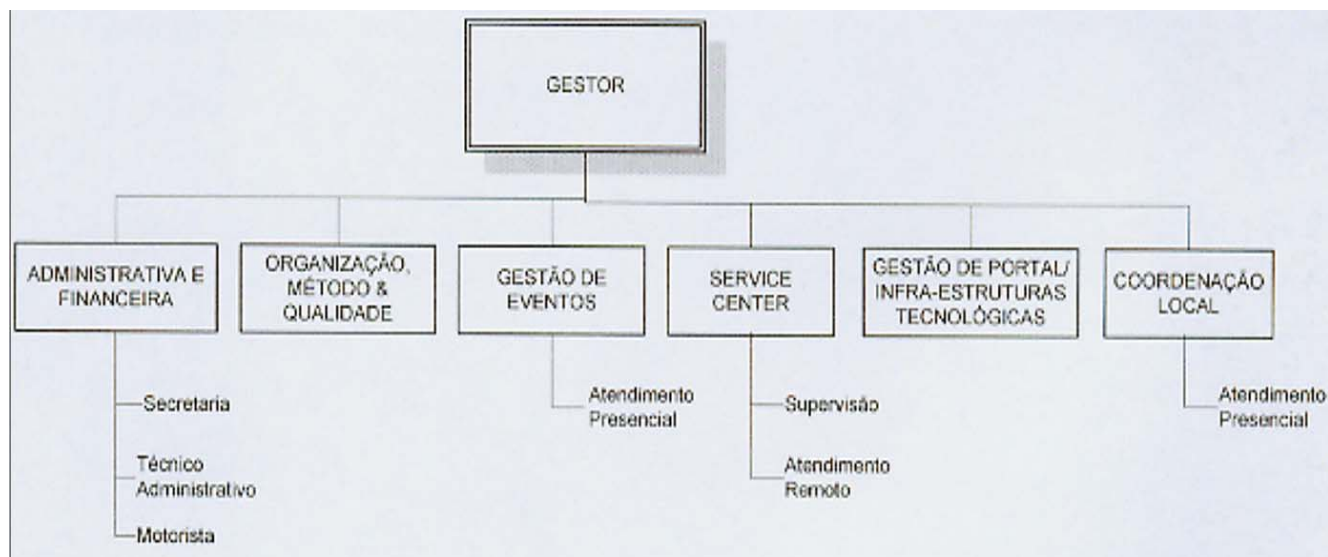 GESTOR
ADMINISTRATIVA E
FINANCEIRA
ORGANIZAÇÃO,
MÉTODO &
QUALIDADE
GESTÃO DE
EVENTOS
SERVICE
CENTER
GESTÃO DE PORTAL/
INFRA-ESTRUTURAS
TECNOLÓGICAS
COORDENAÇÃO
LOCAL
Secretaria
Técnico
Administrativo
Motorista
Atendimento
Presencial
Supervisão
Atendimento
Remoto
Atendimento
Presencial